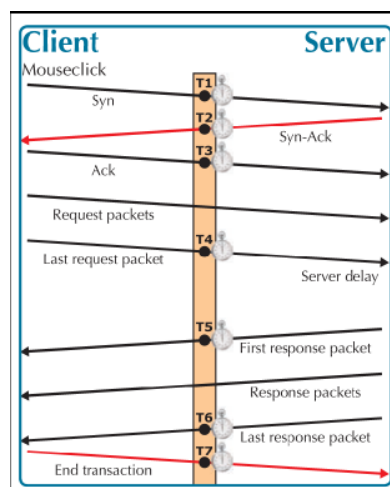 Client Server
Mouseclick
T1
Syn
T2
Syn-Ack
T3
Ack
Request packets
T4
Last request packet
Server delay
T5
First response packet
Response packets
T6
Last response packet
T7
End transaction